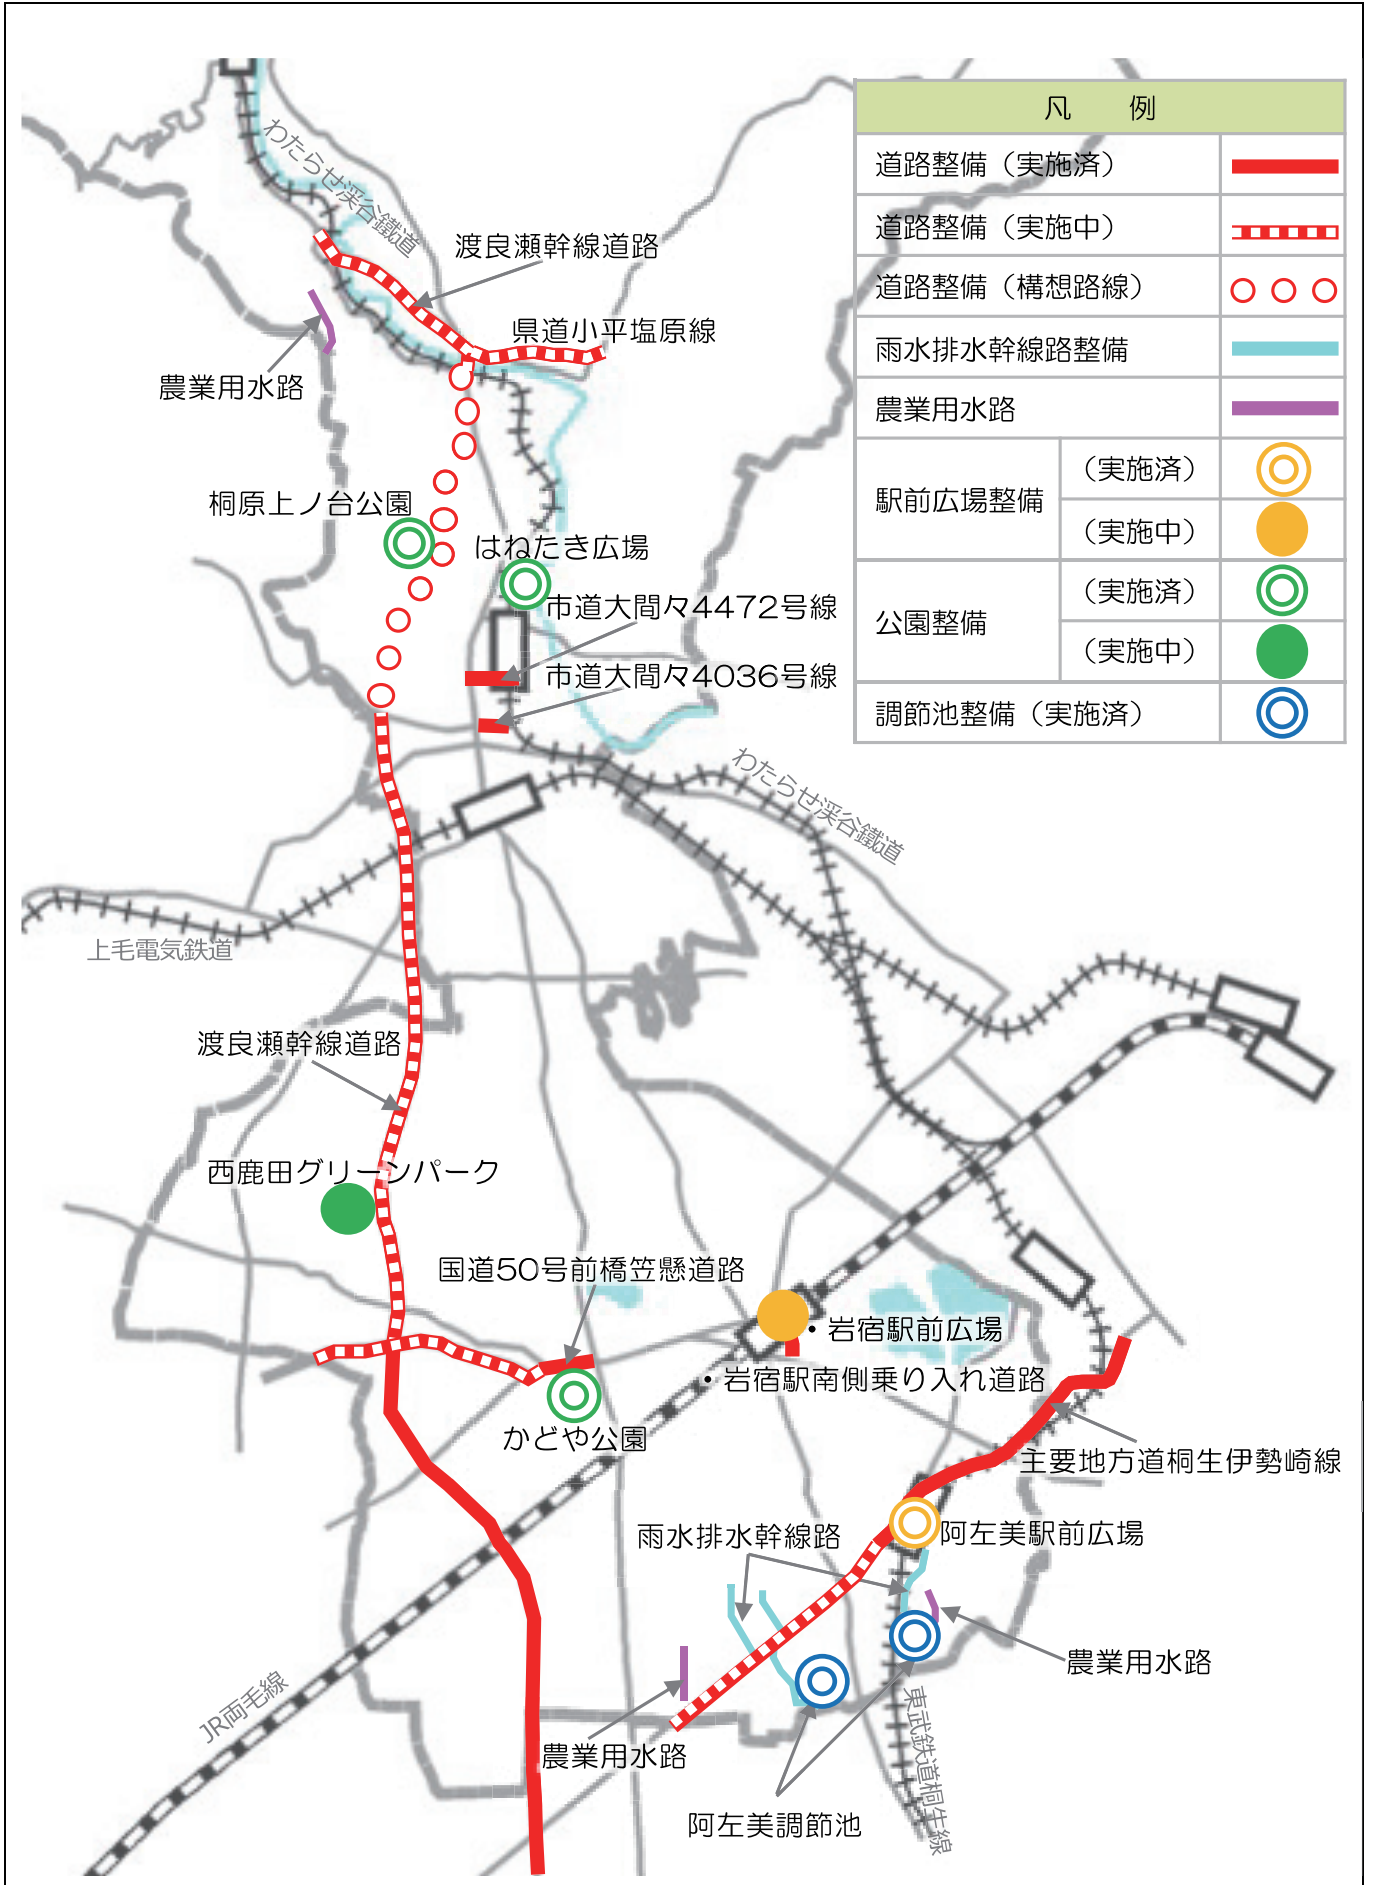 凡 例
道路整備（実施済）
道路整備（実施中）
道路整備（構想路線）
雨水排水幹線路整備
農業用水路
駅前広場整備
（実施済）
（実施中）
公園整備
（実施済）
（実施中）
調節池整備（実施済）
わたらせ渓谷鐵道
渡良瀬幹線道路
県道小平塩原線
農業用水路
桐原上ノ台公園
はねたき広場
市道大間々4472号線
市道大間々4036号線
わたらせ渓谷鐵道
上毛電気鉄道
渡良瀬幹線道路
西鹿田グリーンパーク
国道50号前橋笠懸道路
・岩宿駅前広場
・岩宿駅南側乗り入れ道路
かどや公園
主要地方道桐生伊勢崎線
雨水排水幹線路
阿左美駅前広場
農業用水路
JR両毛線
東武鉄道桐生線
農業用水路
阿左美調節池